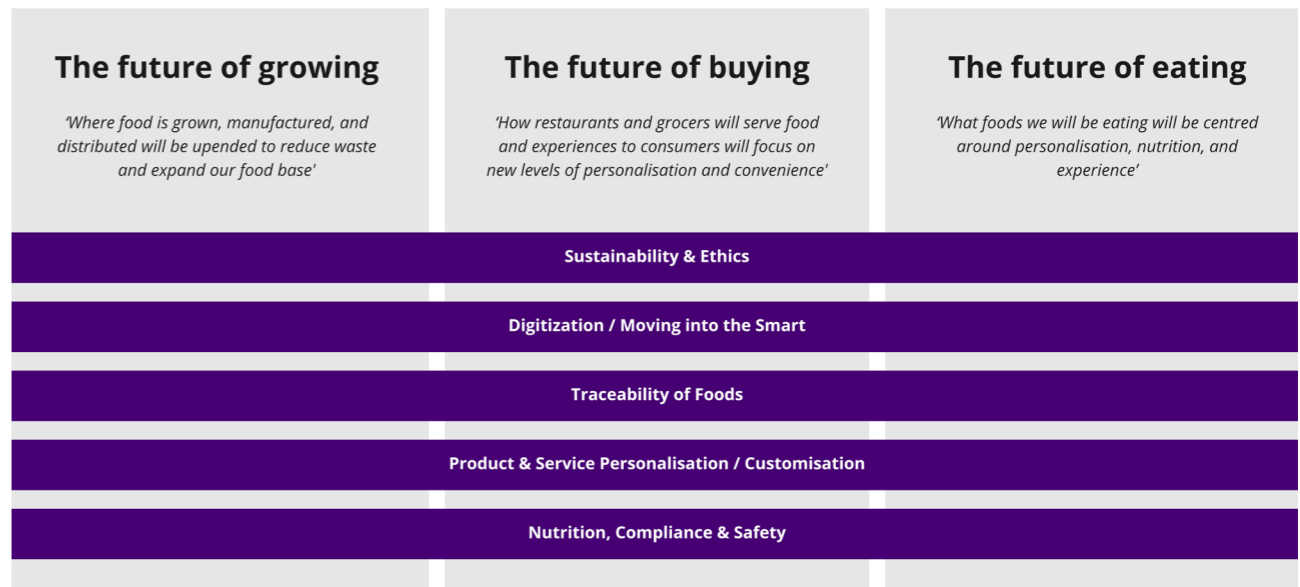 The future of growing
‘Where food is grown, manufactured, and
distributed will be upended to reduce waste
and expand our food base'
The future of buying
‘How restaurants and grocers will serve food
and experiences to consumers will focus on
new levels of personalisation and convenience’
The future of eating
‘What foods we will be eating will be centred
around personalisation, nutrition, and
experience’
Sustainability & Ethics
Digitization / Moving into the Smart
Traceability of Foods
Product & Service Personalisation / Customisation
Nutrition, Compliance & Safety